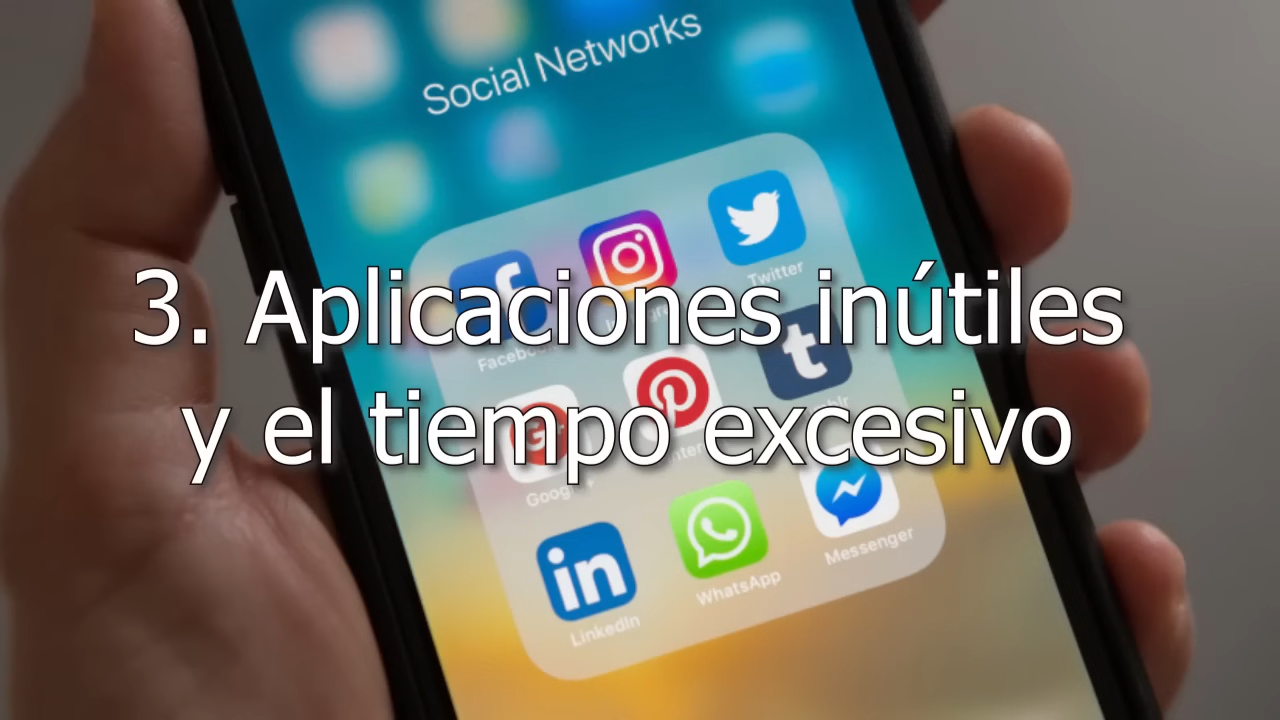 Social Networks
Twitter
3. Aplicaciones inútiles
y el tiempo excesivo
LinkedIn
WhatsApp
Messenger